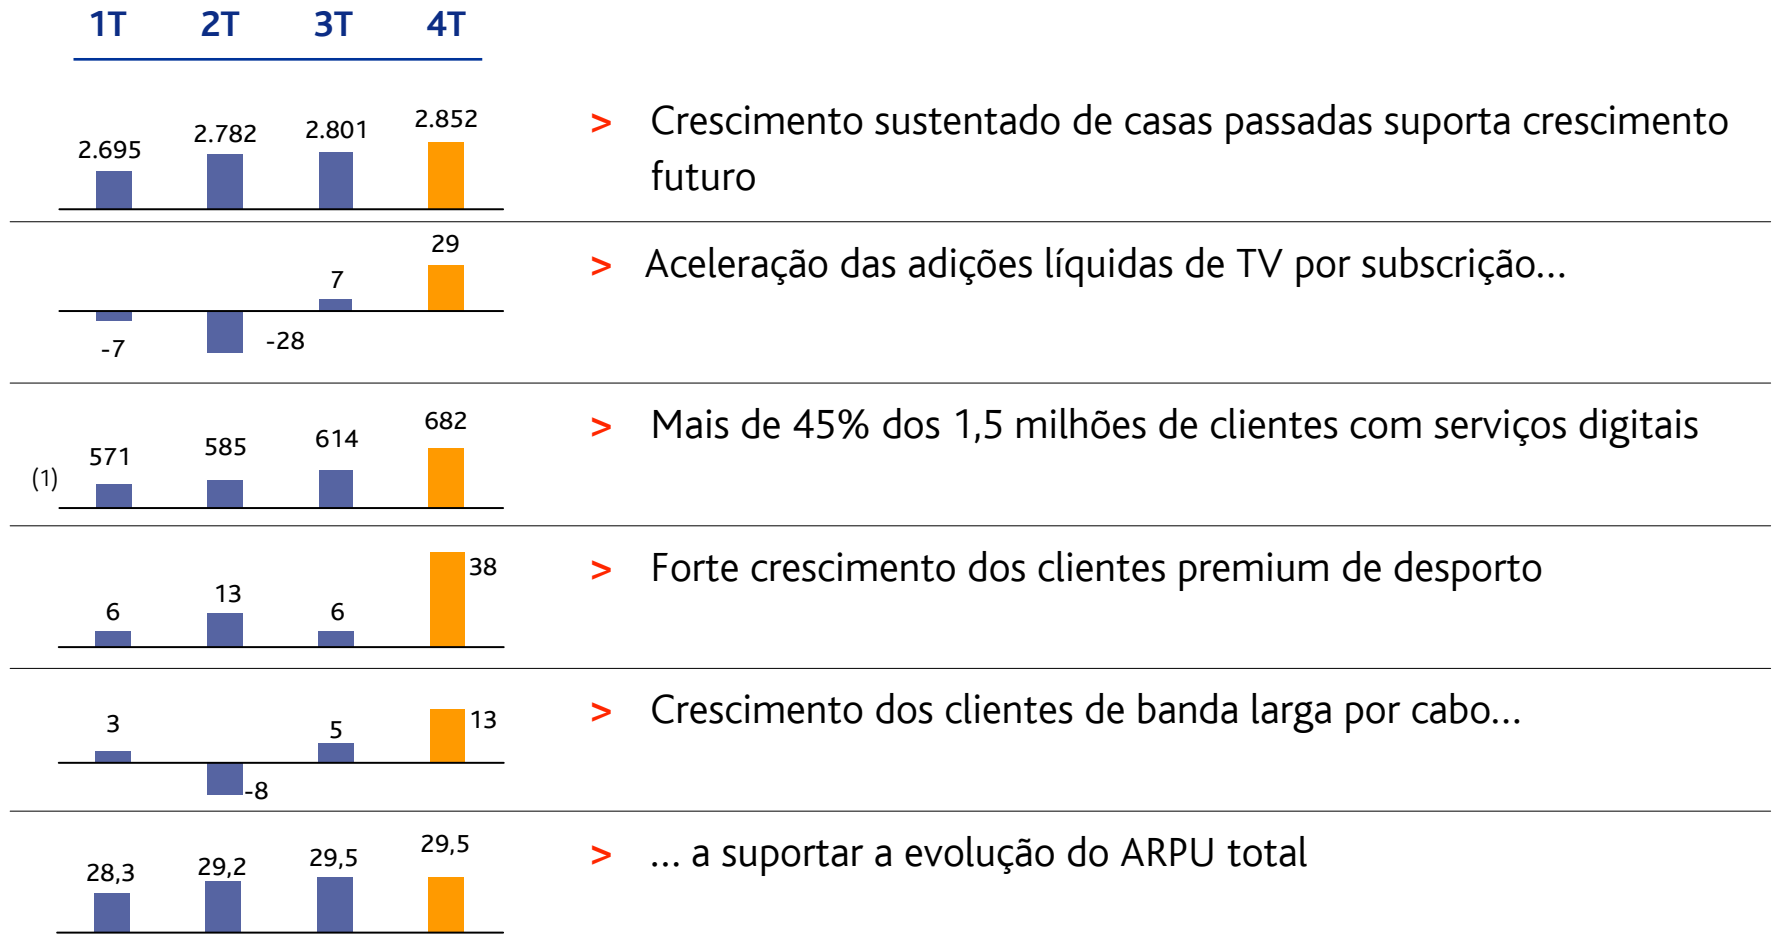 1T 2T 3T 4T
2.695 2.782 2.801 2.852
> Crescimento sustentado de casas passadas suporta crescimento
futuro
-7 -28 7 29
> Aceleração das adições líquidas de TV por subscrição...
(1) 571 585 614 682
> Mais de 45% dos 1,5 milhões de clientes com serviços digitais
6 13 6 38
> Forte crescimento dos clientes premium de desporto
3 -8 5 13
> Crescimento dos clientes de banda larga por cabo...
28,3 29,2 29,5 29,5
> ... a suportar a evolução do ARPU total